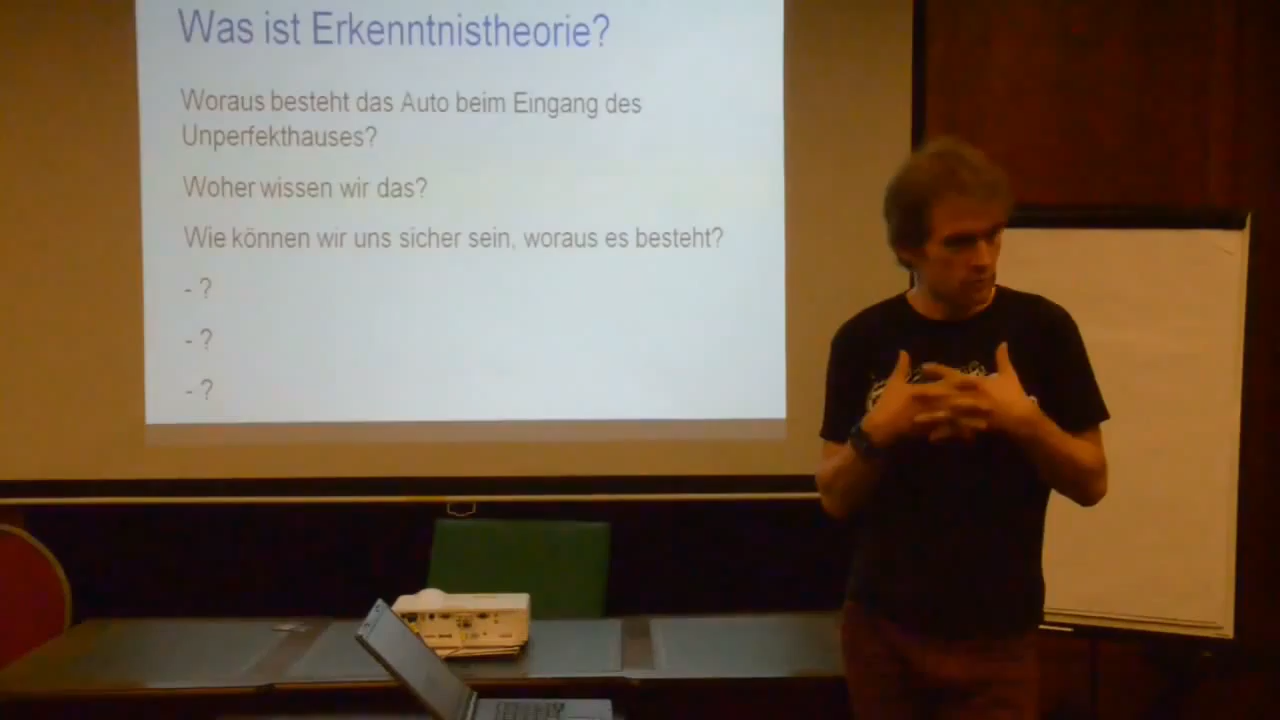 Was ist Erkenntnistheorie?
Woraus besteht das Auto beim Eingang des
Unperfekthauses?
Woher wissen wir das?
Wie können wir uns sicher sein, woraus es besteht?
- ?
- ?
- ?